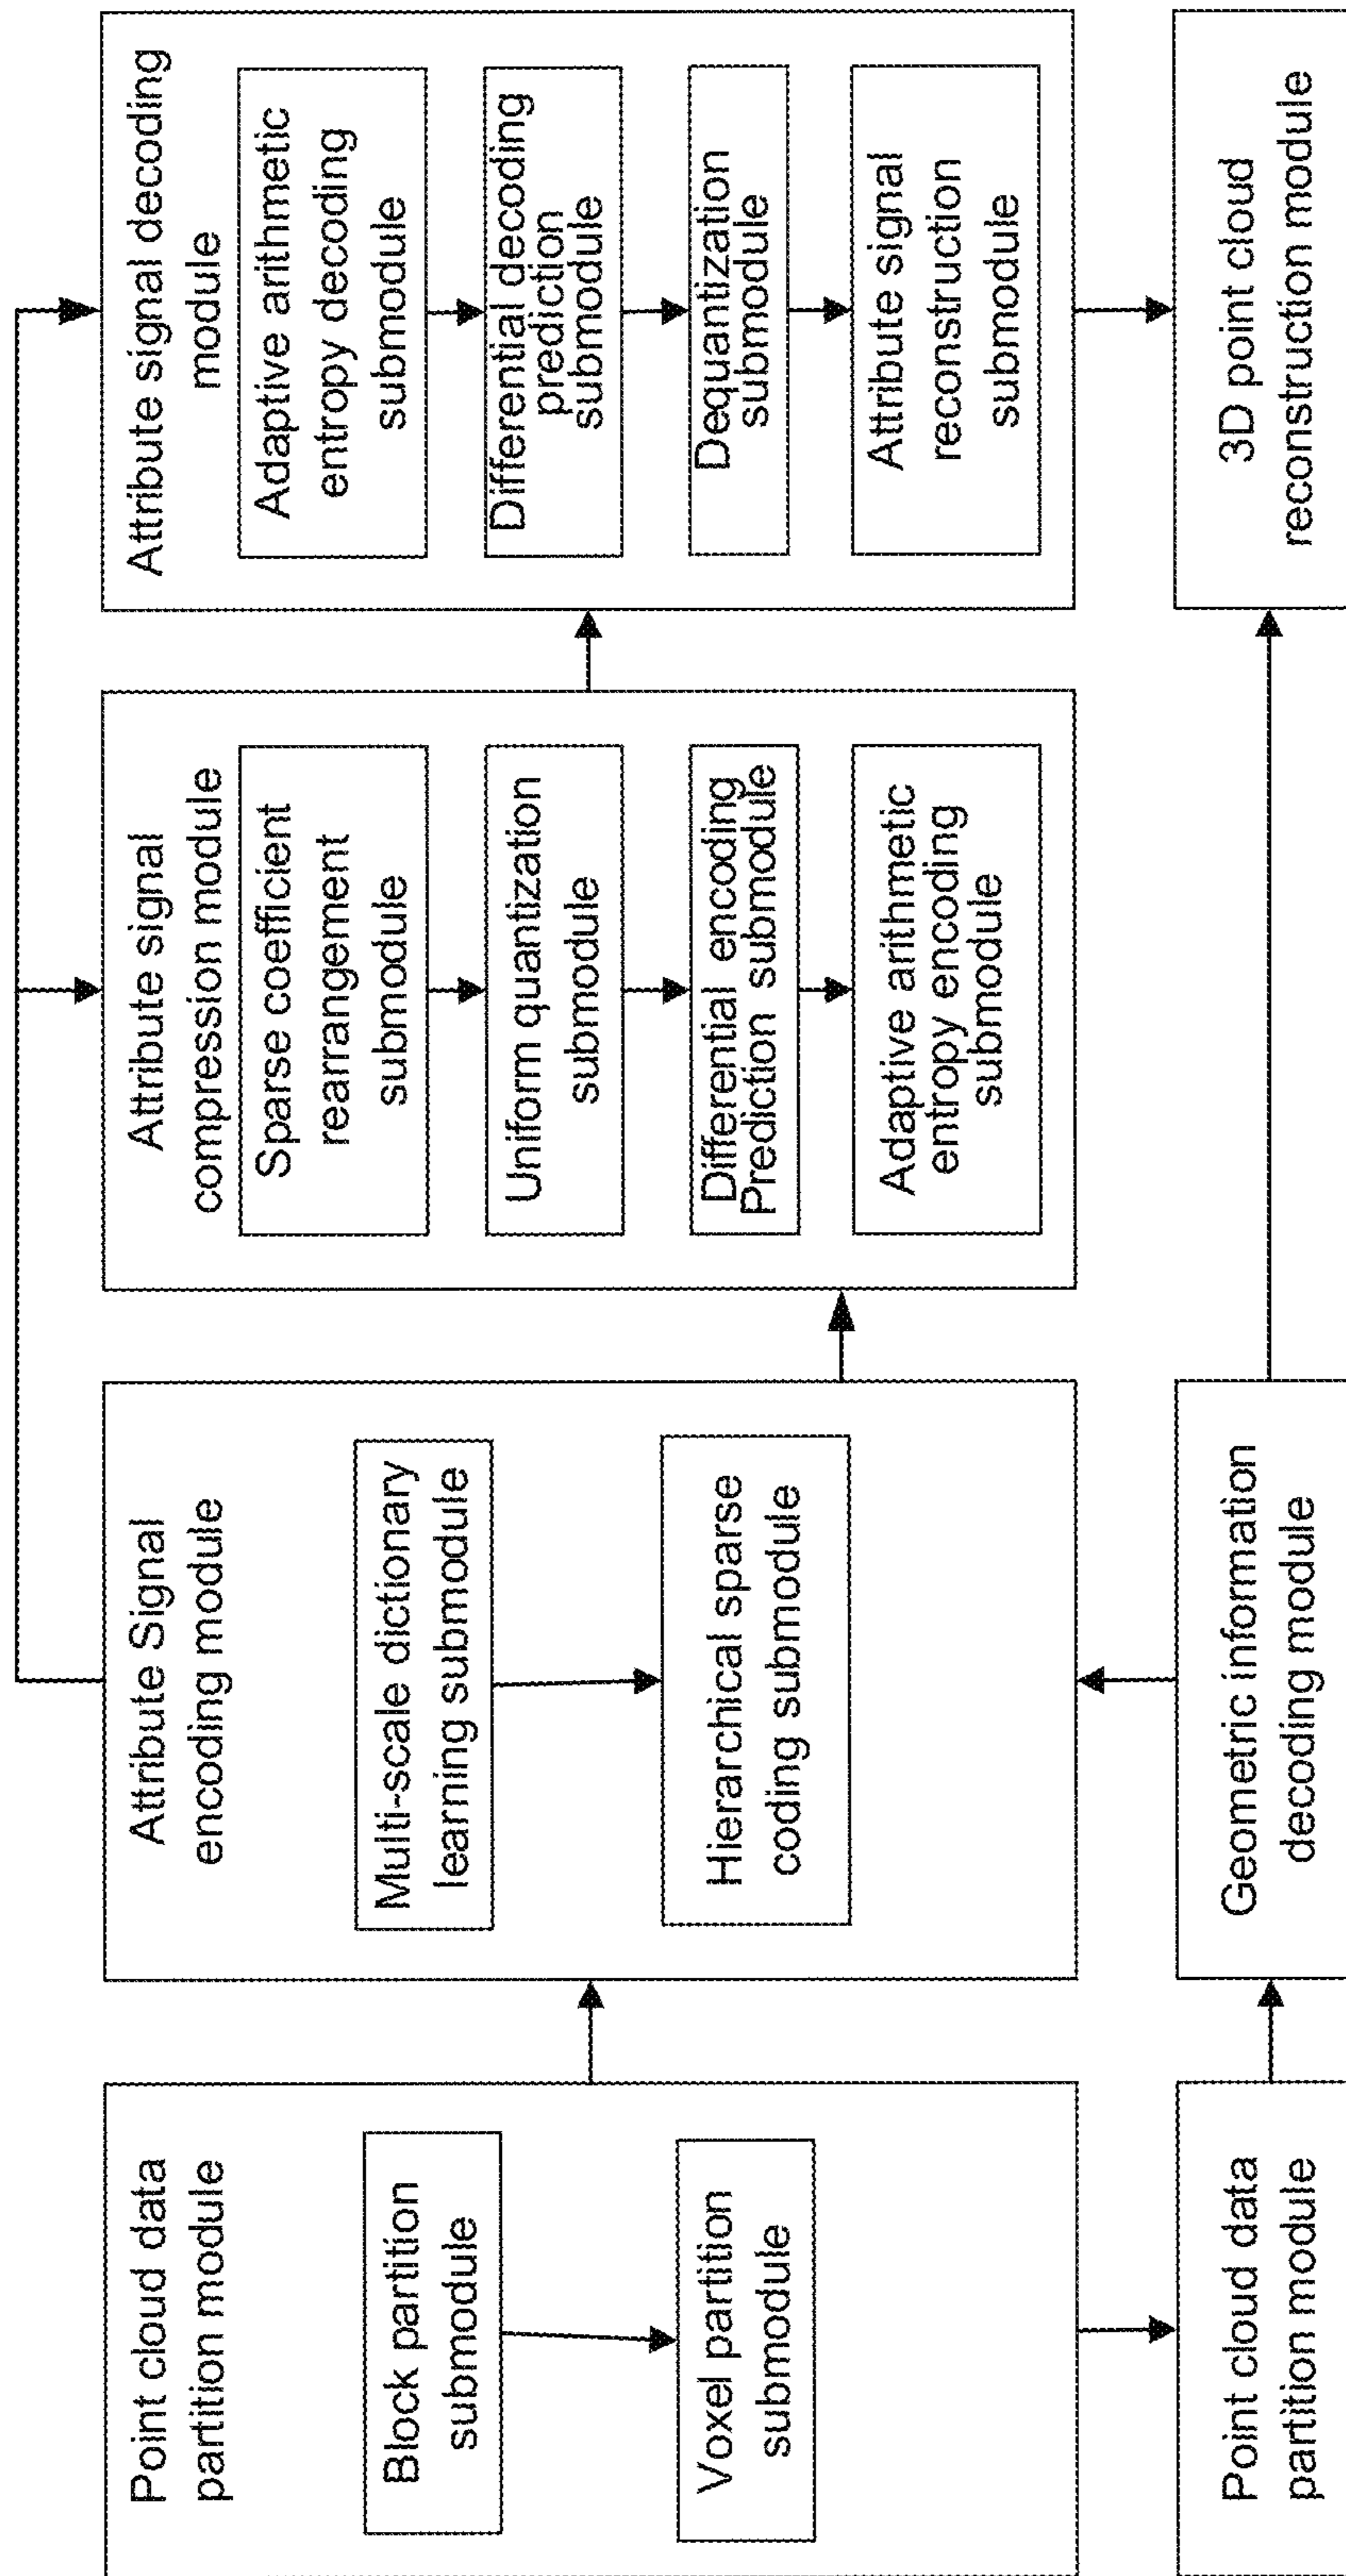 Point cloud data
partition module
Block partition
submodule
Voxel partition
submodule
Attribute Signal
encoding module
Multi-scale dictionary
learning submodule
Hierarchical sparse
coding submodule
Attribute signal
compression module
Sparse coefficient
rearrangement
submodule
Uniform quantization
submodule
Differential encoding
Prediction submodule
Adaptive arithmetic
entropy encoding
submodule
Attribute signal decoding
module
Adaptive arithmetic
entropy decoding
submodule
Differential decoding
prediction
submodule
Dequantization
submodule
Attribute signal
reconstruction
submodule
Point cloud data
partition module
Geometric information
decoding module
3D point cloud
reconstruction module